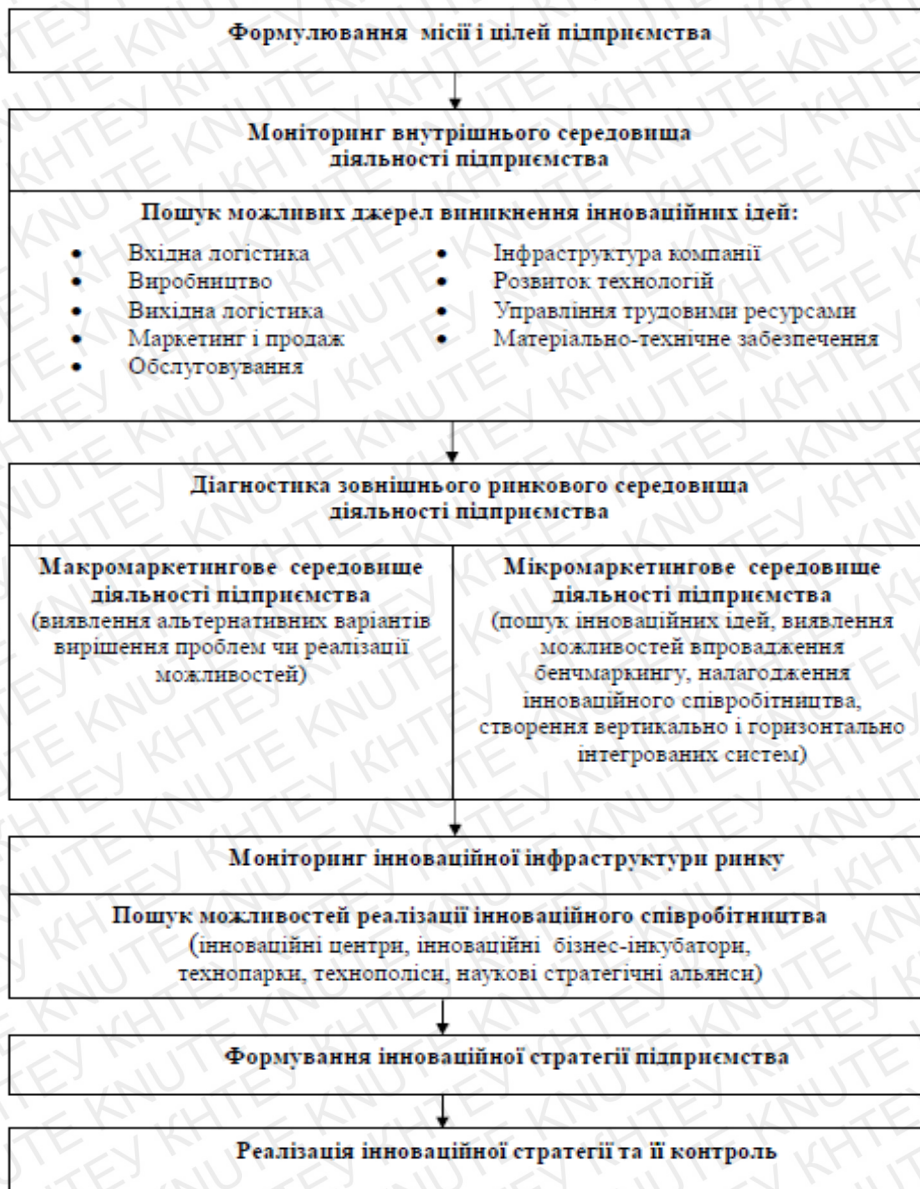 Формулювання місії і цілей підприємства
Моніторинг внутрішнього середовища
діяльності підприємства
Пошук можливих джерел виникнення інноваційних ідей:
• Вхідна логістика
• Виробництво
• Вихідна логістика
• Маркетинг і продаж
• Обслуговування
• Інфраструктура компанії
• Розвиток технологій
• Управління трудовими ресурсами
• Матеріально-технічне забезпечення
Діагностика зовнішнього ринкового середовища
діяльності підприємства
Макромаркетингове середовище
діяльності підприємства
(виявлення альтернативних варіантів
вирішення проблем чи реалізації
можливостей)
Мікромаркетингове середовище
діяльності підприємства
(пошук інноваційних ідей, виявлення
можливостей впровадження
бенчмаркингу, налагодження
інноваційного співробітництва,
створення вертикально і горизонтально
інтегрованих систем)
Моніторинг інноваційної інфраструктури ринку
Пошук можливостей реалізації інноваційного співробітництва
(інноваційні центри, інноваційні бізнес-інкубатори,
технопарки, технополіси, наукові стратегічні альянси)
Формування інноваційної стратегії підприємства
Реалізація інноваційної стратегії та її контроль